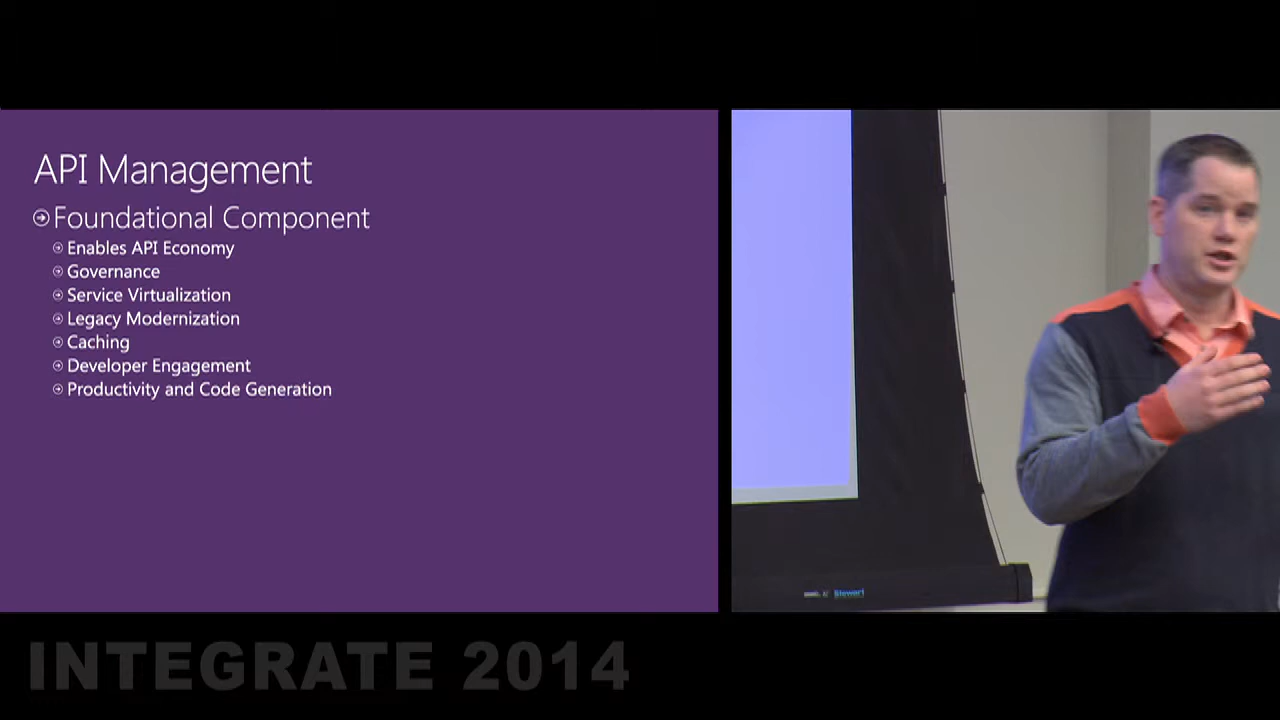 API Management
Foundational Component
Enables API Economy
Governance
Service Virtualization
Legacy Modernization
Caching
Developer Engagement
Productivity and Code Generation
Stewart
INTEGRATE 2014